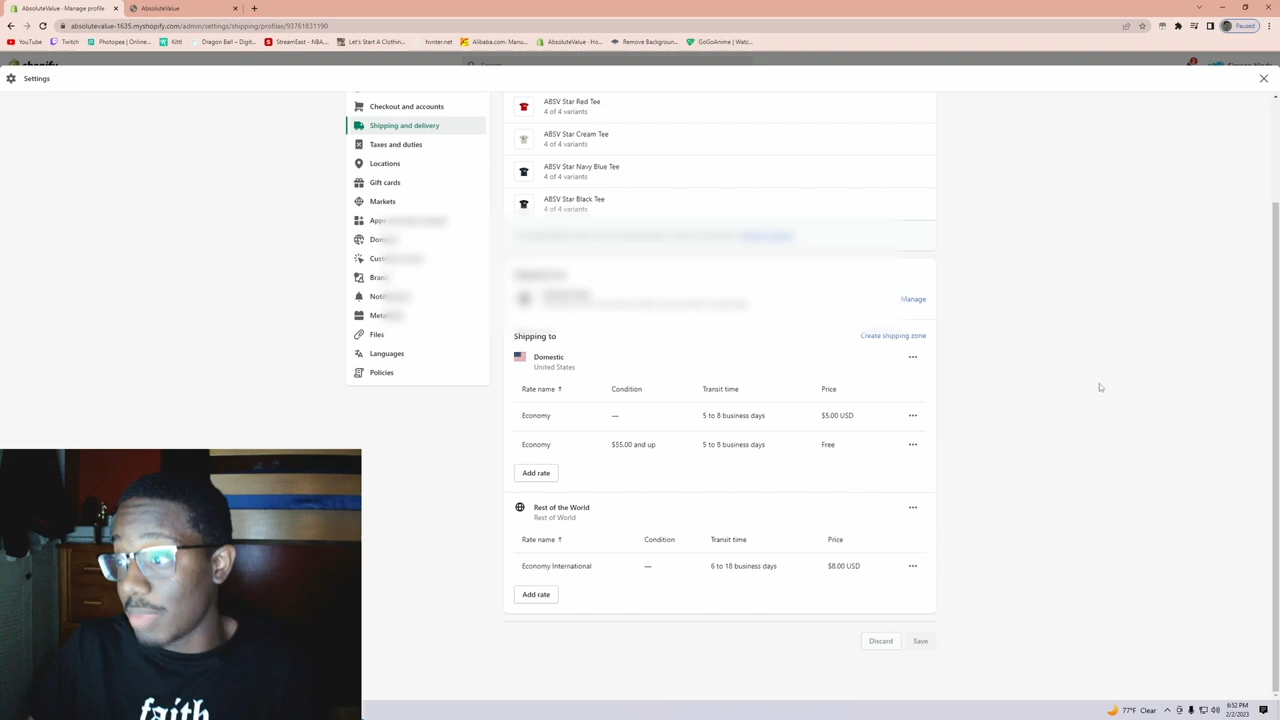 AbsoluteValue - Manage profile
AbsoluteValue
absolutevalue-1635.myshopify.com/admin/settings/shipping/profiles/93761831190
Paused
YouTube
Twitch
Photopea | Online...
Kittl
Dragon Ball – Digit...
StreamEast - NBA,...
Let's Start A Clothin...
hvinter.net
Alibaba.com: Manu...
AbsoluteValue · Ho...
Remove Backgroun...
GoGoAnime | Watc...
Settings
Checkout and accounts
Shipping and delivery
Taxes and duties
Locations
Gift cards
Markets
Apps
Dom
Cust
Bran
Noti
Meta
Files
Languages
Policies
ABSV Star Red Tee
4 of 4 variants
ABSV Star Cream Tee
4 of 4 variants
ABSV Star Navy Blue Tee
4 of 4 variants
ABSV Star Black Tee
4 of 4 variants
Manage
Shipping to
Create shipping zone
Domestic
United States
Rate name Condition Transit time Price
Economy — 5 to 8 business days $5.00 USD
Economy $55.00 and up 5 to 8 business days Free
Add rate
Rest of the World
Rest of World
Rate name Condition Transit time Price
Economy International — 6 to 18 business days $8.00 USD
Add rate
Discard
Save
faith
77°F Clear
6:52 PM
2/2/2023